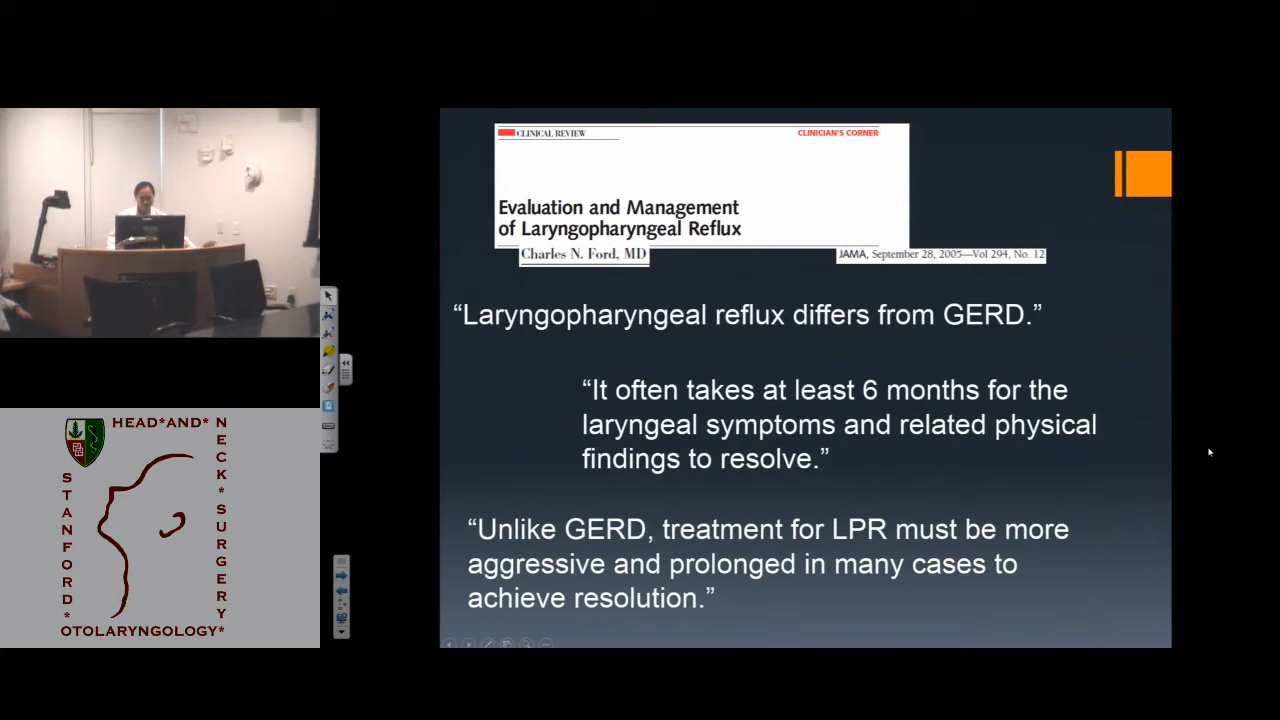 CLINICAL REVIEW
CLINICIAN'S CORNER
Evaluation and Management
of Laryngopharyngeal Reflux
Charles N. Ford, MD
JAMA, September 28, 2005—Vol 294, No. 12
“Laryngopharyngeal reflux differs from GERD.”
“It often takes at least 6 months for the
laryngeal symptoms and related physical
findings to resolve.”
“Unlike GERD, treatment for LPR must be more
aggressive and prolonged in many cases to
achieve resolution.”
HEAD*AND*
NECK*SURGERY*
STANFORD*
OTOLARYNGOLOGY*